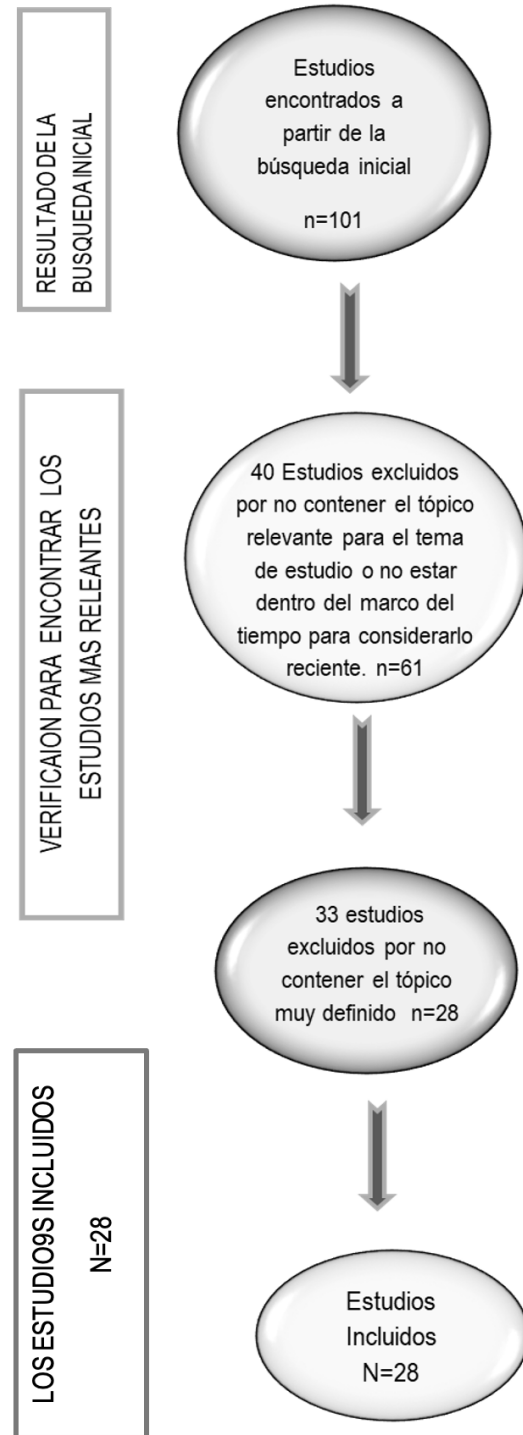 RESULTADO DE LA
BUSQUEDA INICIAL
Estudios
encontrados a
partir de la
búsqueda inicial
n=101
VERIFICAION PARA ENCONTRAR LOS
ESTUDIOS MAS RELEANTES
40 Estudios excluidos
por no contener el tópico
relevante para el tema
de estudio o no estar
dentro del marco del
tiempo para considerarlo
reciente. n=61
33 estudios
excluidos por no
contener el tópico
muy definido n=28
LOS ESTUDIO9S INCLUIDOS
N=28
Estudios
Incluidos
N=28